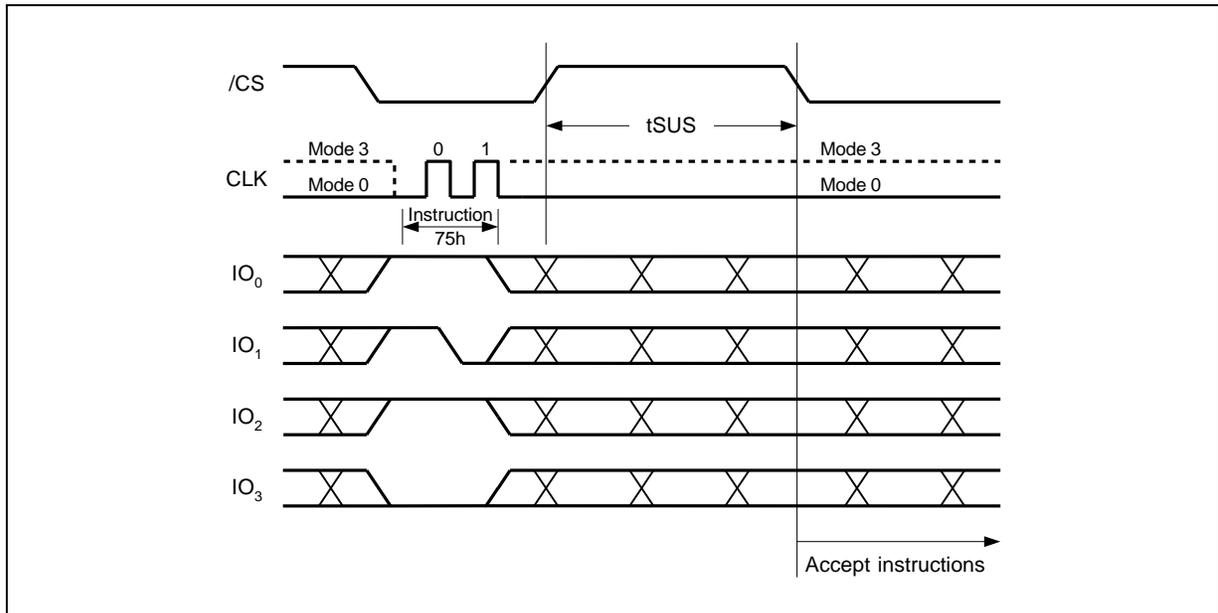 /CS
tSUS
Mode 3 0 1 Mode 3
CLK
Mode 0 Mode 0
Instruction
75h
IO0
IO1
IO2
IO3
Accept instructions